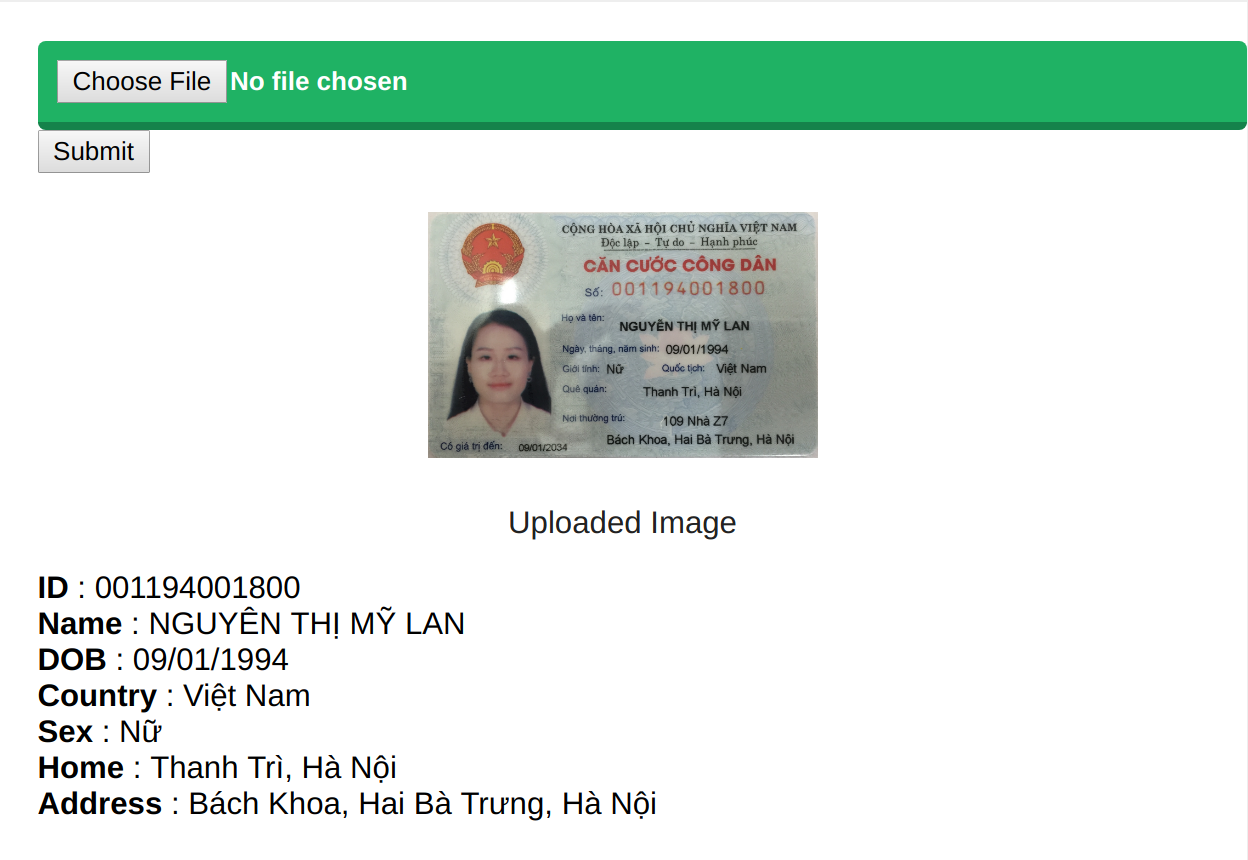 Choose File No file chosen
Submit
CỘNG HÒA XÃ HỘI CHỦ NGHĨA VIỆT NAM
Độc lập - Tự do - Hạnh phúc
CĂN CƯỚC CÔNG DÂN
Số: 001194001800
Họ và tên:
NGUYỄN THỊ MỸ LAN
Ngày, tháng, năm sinh: 09/01/1994
Giới tính: Nữ Quốc tịch: Việt Nam
Quê quán: Thanh Trì, Hà Nội
Nơi thường trú: 109 Nhà Z7
Bách Khoa, Hai Bà Trưng, Hà Nội
Có giá trị đến: 09/01/2034
Uploaded Image
ID : 001194001800
Name : NGUYÊN THỊ MỸ LAN
DOB : 09/01/1994
Country : Việt Nam
Sex : Nữ
Home : Thanh Trì, Hà Nội
Address : Bách Khoa, Hai Bà Trưng, Hà Nội